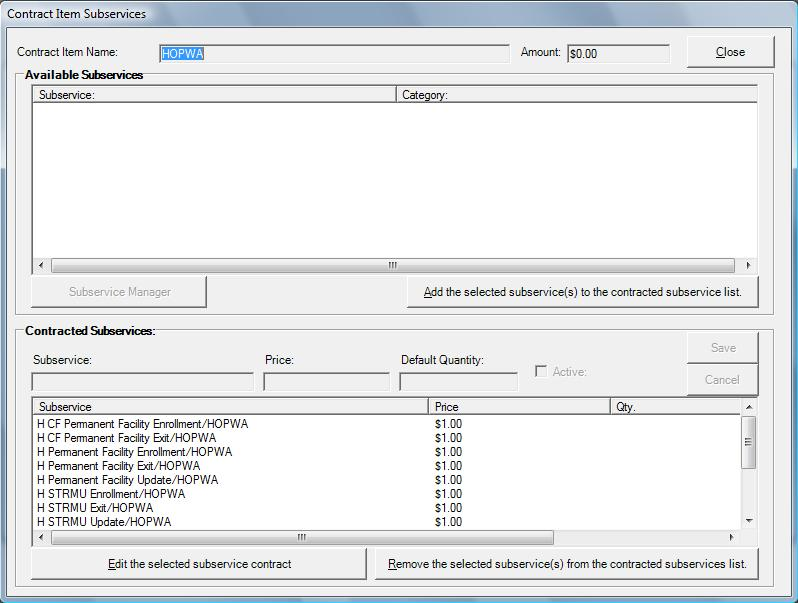 Contract Item Subservices
Contract Item Name: HOPWA Amount: $0.00 Close
Available Subservices
Subservice: Category:
Subservice Manager Add the selected subservice(s) to the contracted subservice list.
Contracted Subservices:
Save
Subservice: Price: Default Quantity:
Active:
Cancel
Subservice Price Qty.
H CF Permanent Facility Enrollment/HOPWA $1.00
H CF Permanent Facility Exit/HOPWA $1.00
H Permanent Facility Enrollment/HOPWA $1.00
H Permanent Facility Exit/HOPWA $1.00
H Permanent Facility Update/HOPWA $1.00
H STRMU Enrollment/HOPWA $1.00
H STRMU Exit/HOPWA $1.00
H STRMU Update/HOPWA $1.00
Edit the selected subservice contract Remove the selected subservice(s) from the contracted subservices list.